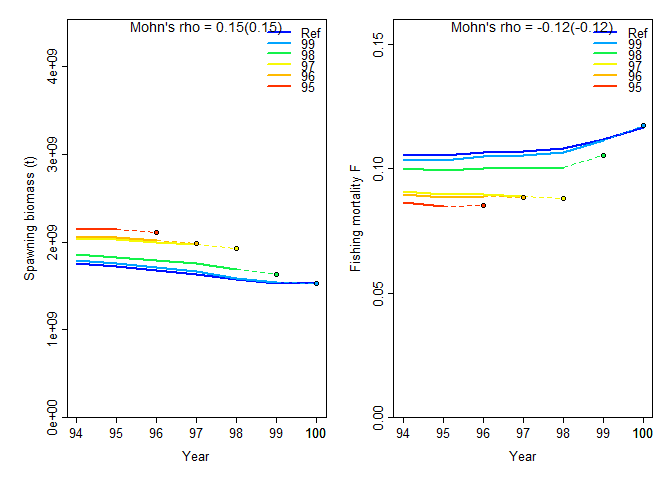 Mohn's rho = 0.15(0.15)
Ref
99
98
97
96
95
4e+09
3e+09
2e+09
1e+09
0e+00
Spawning biomass (t)
94 95 96 97 98 99 100
Year
Mohn's rho = -0.12(-0.12)
Ref
99
98
97
96
95
0.15
0.10
0.05
0.00
Fishing mortality F
94 95 96 97 98 99 100
Year